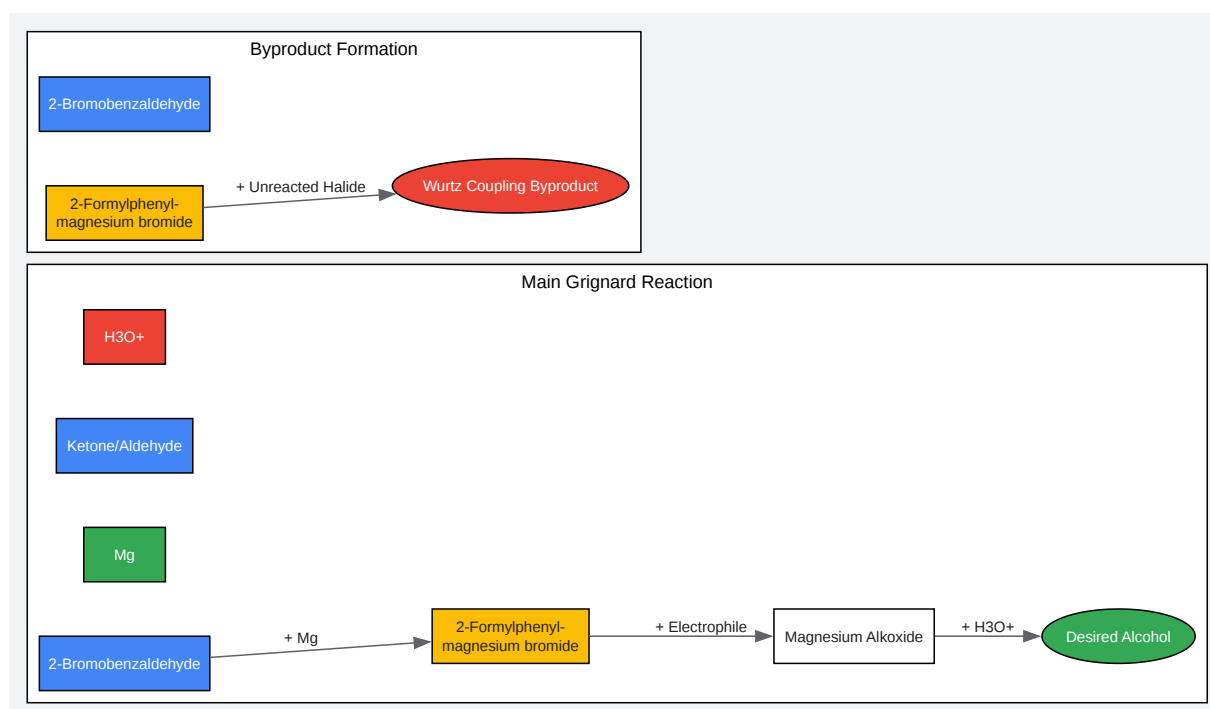 Byproduct Formation
2-Bromobenzaldehyde
+ Unreacted Halide
Wurtz Coupling Byproduct
2-Formylphenyl-
magnesium bromide
Main Grignard Reaction
H3O+
Ketone/Aldehyde
Mg
2-Bromobenzaldehyde
+ Mg
2-Formylphenyl-
magnesium bromide
+ Electrophile
Magnesium Alkoxide
+ H3O+
Desired Alcohol